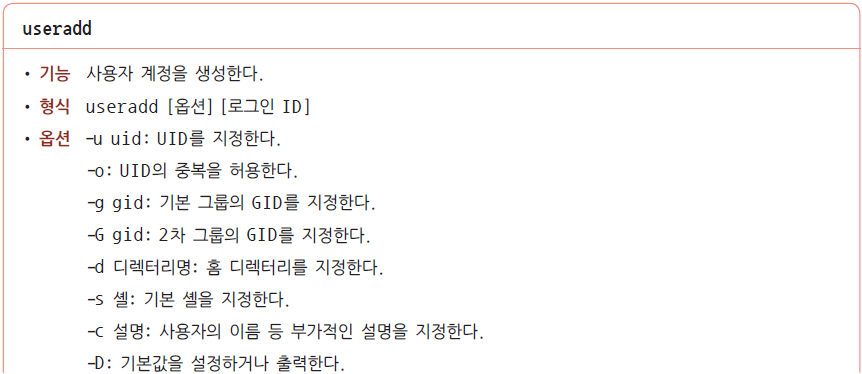 useradd
• 기능 사용자 계정을 생성한다.
• 형식 useradd [옵션] [로그인 ID]
• 옵션 -u uid: UID를 지정한다.
-o: UID의 중복을 허용한다.
-g gid: 기본 그룹의 GID를 지정한다.
-G gid: 2차 그룹의 GID를 지정한다.
-d 디렉터리명: 홈 디렉터리를 지정한다.
-s 셸: 기본 셸을 지정한다.
-c 설명: 사용자의 이름 등 부가적인 설명을 지정한다.
-D: 기본값을 설정하거나 출력한다.